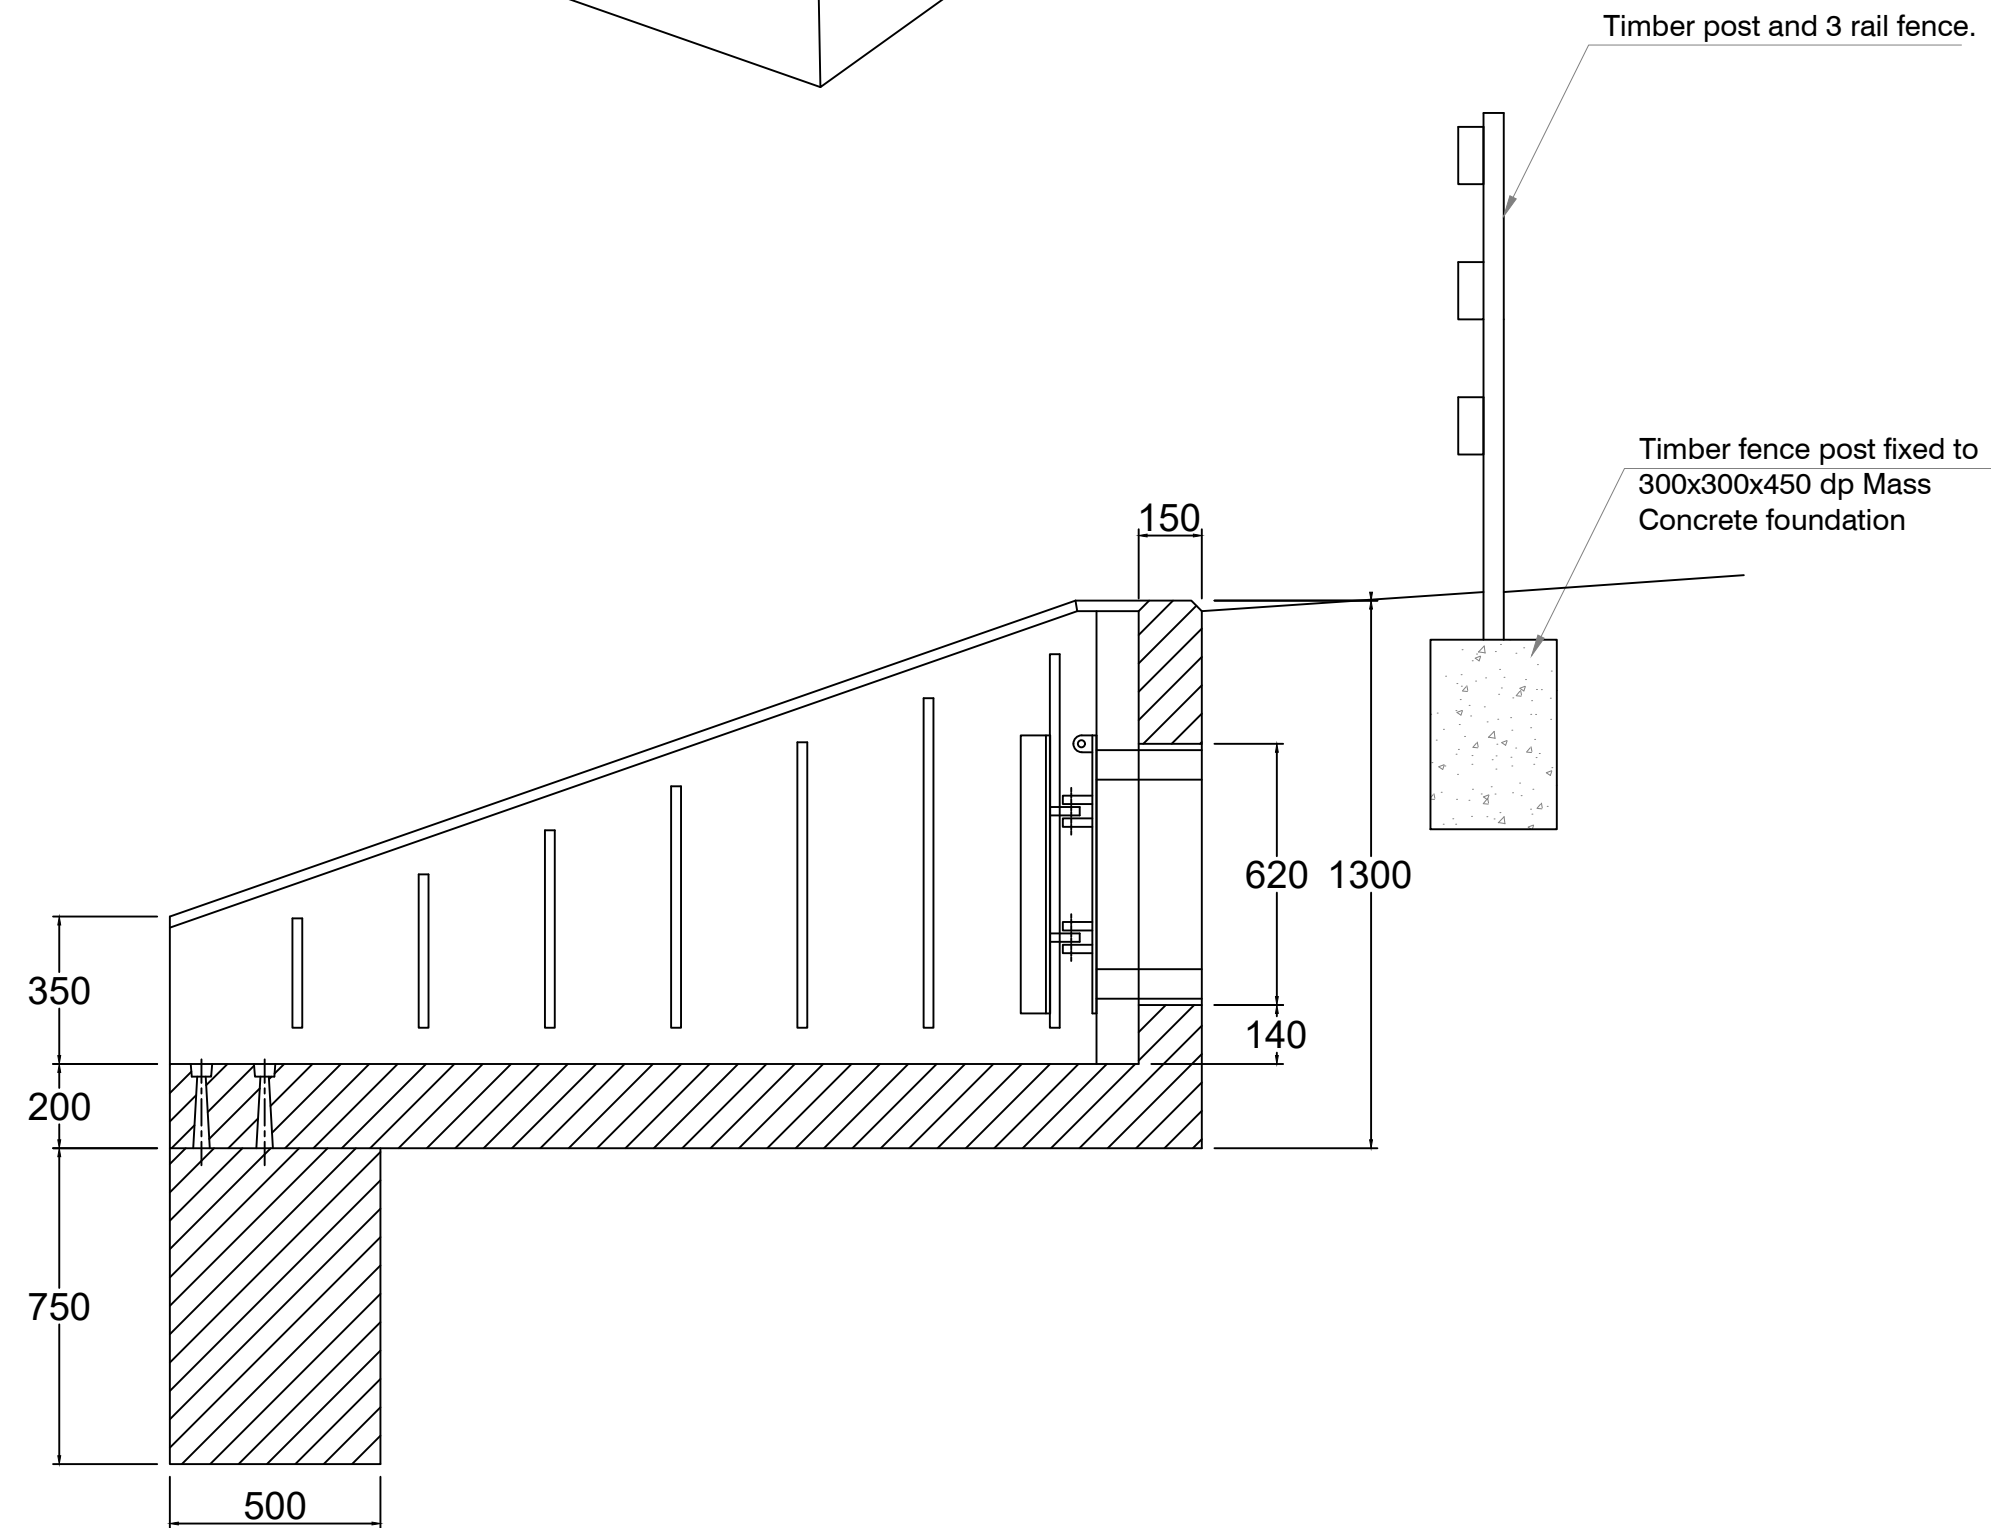 Timber post and 3 rail fence.
Timber fence post fixed to
300x300x450 dp Mass
Concrete foundation
150
620
1300
140
350
200
750
500